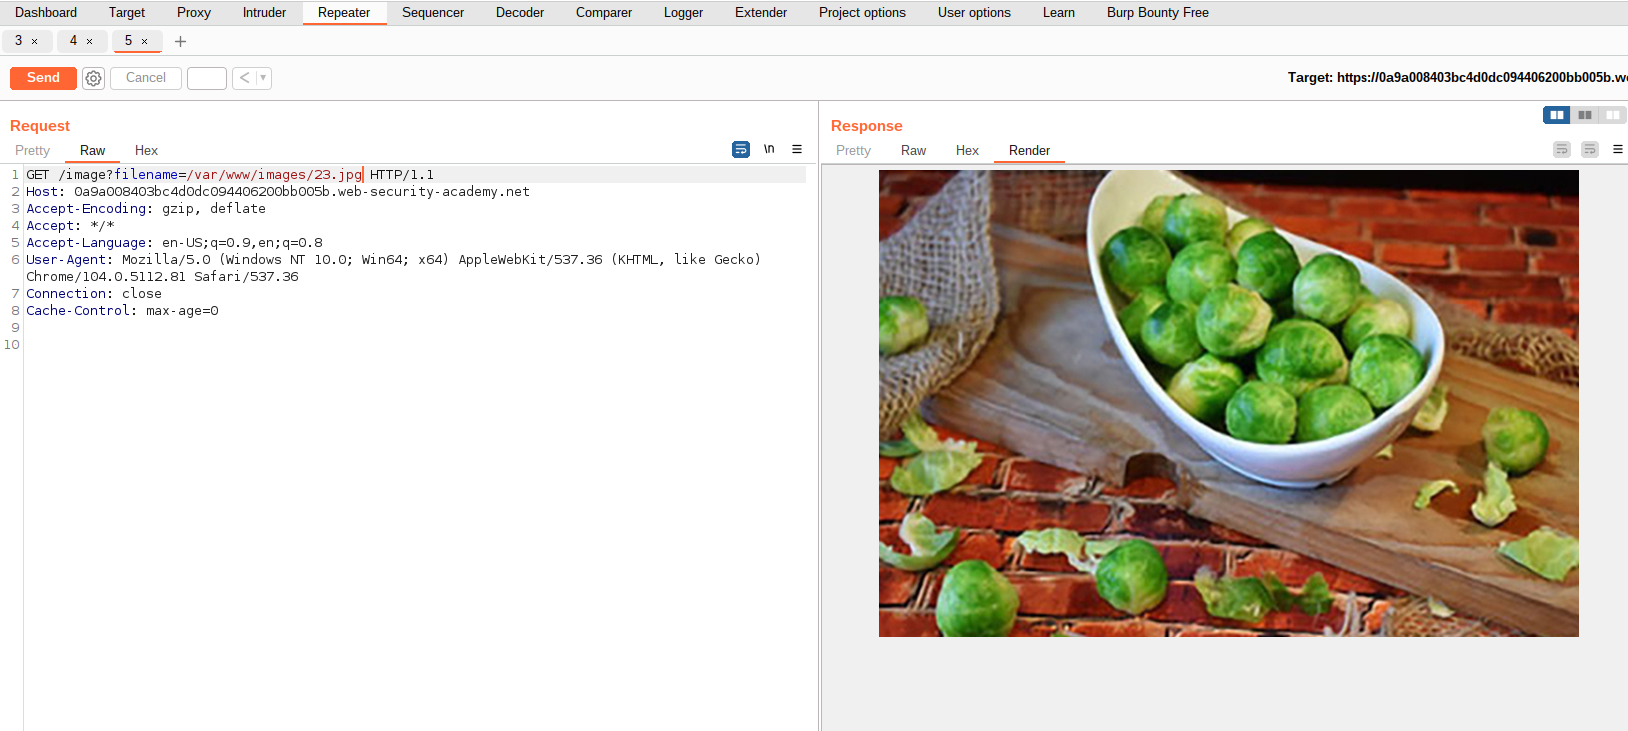 Dashboard Target Proxy Intruder Repeater Sequencer Decoder Comparer Logger Extender Project options User options Learn Burp Bounty Free
3 × 4 × 5 × +
Send Cancel < ▾ Target: https://0a9a008403bc4d0dc094406200bb005b.we
Request
Pretty Raw Hex \n
1 GET /image?filename=/var/www/images/23.jpg HTTP/1.1
2 Host: 0a9a008403bc4d0dc094406200bb005b.web-security-academy.net
3 Accept-Encoding: gzip, deflate
4 Accept: */*
5 Accept-Language: en-US;q=0.9,en;q=0.8
6 User-Agent: Mozilla/5.0 (Windows NT 10.0; Win64; x64) AppleWebKit/537.36 (KHTML, like Gecko)
Chrome/104.0.5112.81 Safari/537.36
7 Connection: close
8 Cache-Control: max-age=0
9
10
Response
Pretty Raw Hex Render